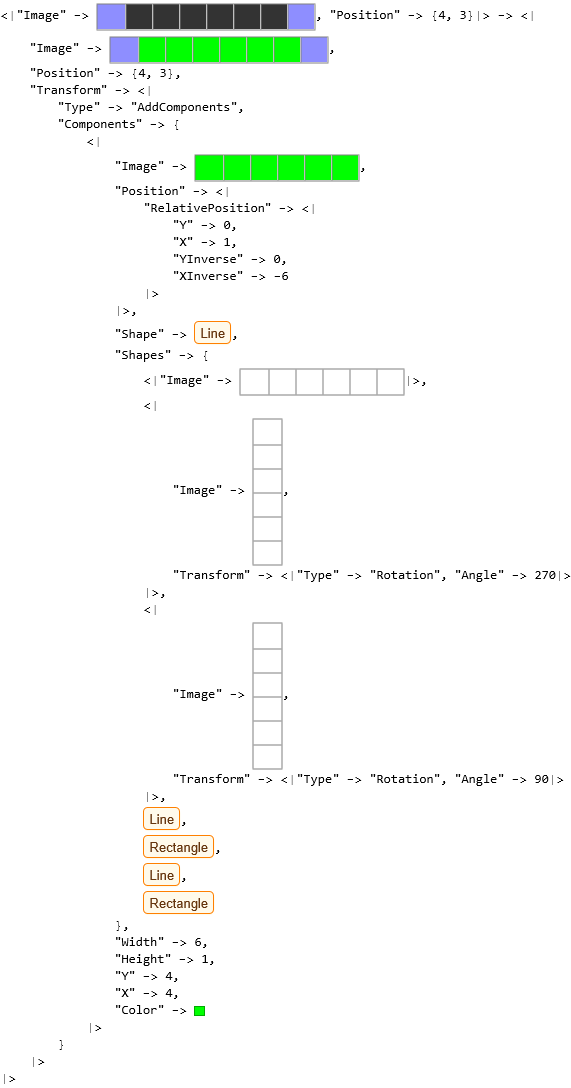 <|"Image" -> , "Position" -> {4, 3}|> -> <|
"Image" -> ,
"Position" -> {4, 3},
"Transform" -> <|
"Type" -> "AddComponents",
"Components" -> {
<|
"Image" -> ,
"Position" -> <|
"RelativePosition" -> <|
"Y" -> 0,
"X" -> 1,
"YInverse" -> 0,
"XInverse" -> -6
|>
|>,
"Shape" -> Line,
"Shapes" -> {
<|"Image" -> |>,
<|
"Image" -> ,
"Transform" -> <|"Type" -> "Rotation", "Angle" -> 270|>
|>,
<|
"Image" -> ,
"Transform" -> <|"Type" -> "Rotation", "Angle" -> 90|>
|>,
Line,
Rectangle,
Line,
Rectangle
},
"Width" -> 6,
"Height" -> 1,
"Y" -> 4,
"X" -> 4,
"Color" -> 
|>
}
|>
|>